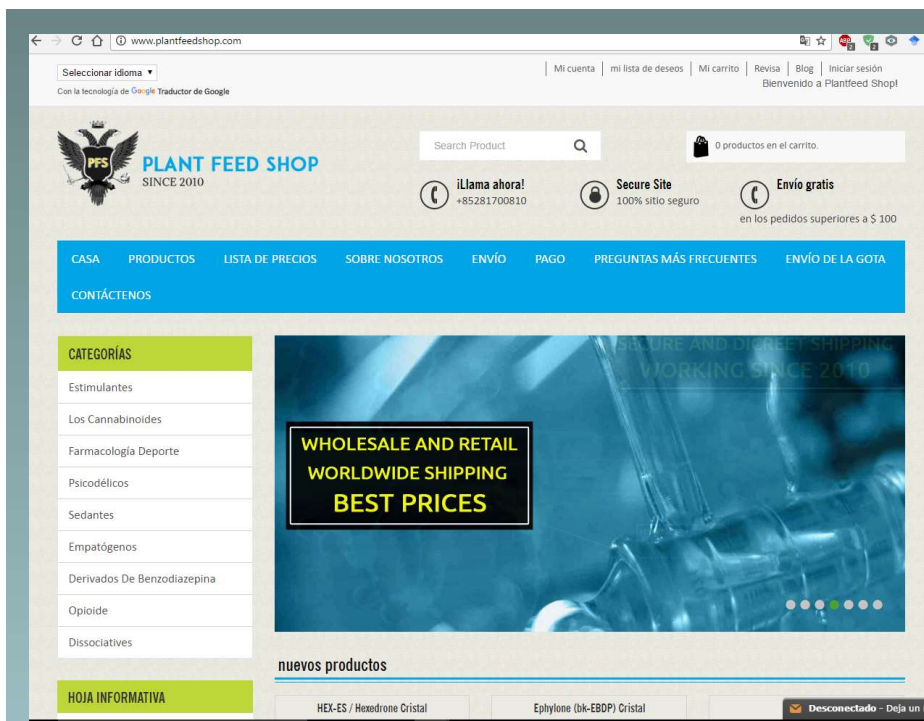 www.plantfeedshop.com
Seleccionar idioma ▼
Mi cuenta | mi lista de deseos | Mi carrito | Revisa | Blog | Iniciar sesión
Con la tecnología de Google Traductor de Google
Bienvenido a Plantfeed Shop!
PFS
PLANT FEED SHOP
SINCE 2010
Search Product
0 productos en el carrito.
¡Llama ahora!
+85281700810
Secure Site
100% sitio seguro
Envío gratis
en los pedidos superiores a $ 100
CASA PRODUCTOS LISTA DE PRECIOS SOBRE NOSOTROS ENVÍO PAGO PREGUNTAS MÁS FRECUENTES ENVÍO DE LA GOTA
CONTÁCTENOS
CATEGORÍAS
Estimulantes
Los Cannabinoides
Farmacología Deporte
Psicodélicos
Sedantes
Empatógenos
Derivados De Benzodiazepina
Opioide
Dissociatives
HOJA INFORMATIVA
SECURE AND DICREET SHIPPING
WORKING SINCE 2010
WHOLESALE AND RETAIL
WORLDWIDE SHIPPING
BEST PRICES
nuevos productos
HEX-ES / Hexedrone Cristal
Ephylone (bk-EBDP) Cristal
Desconectado - Deja un